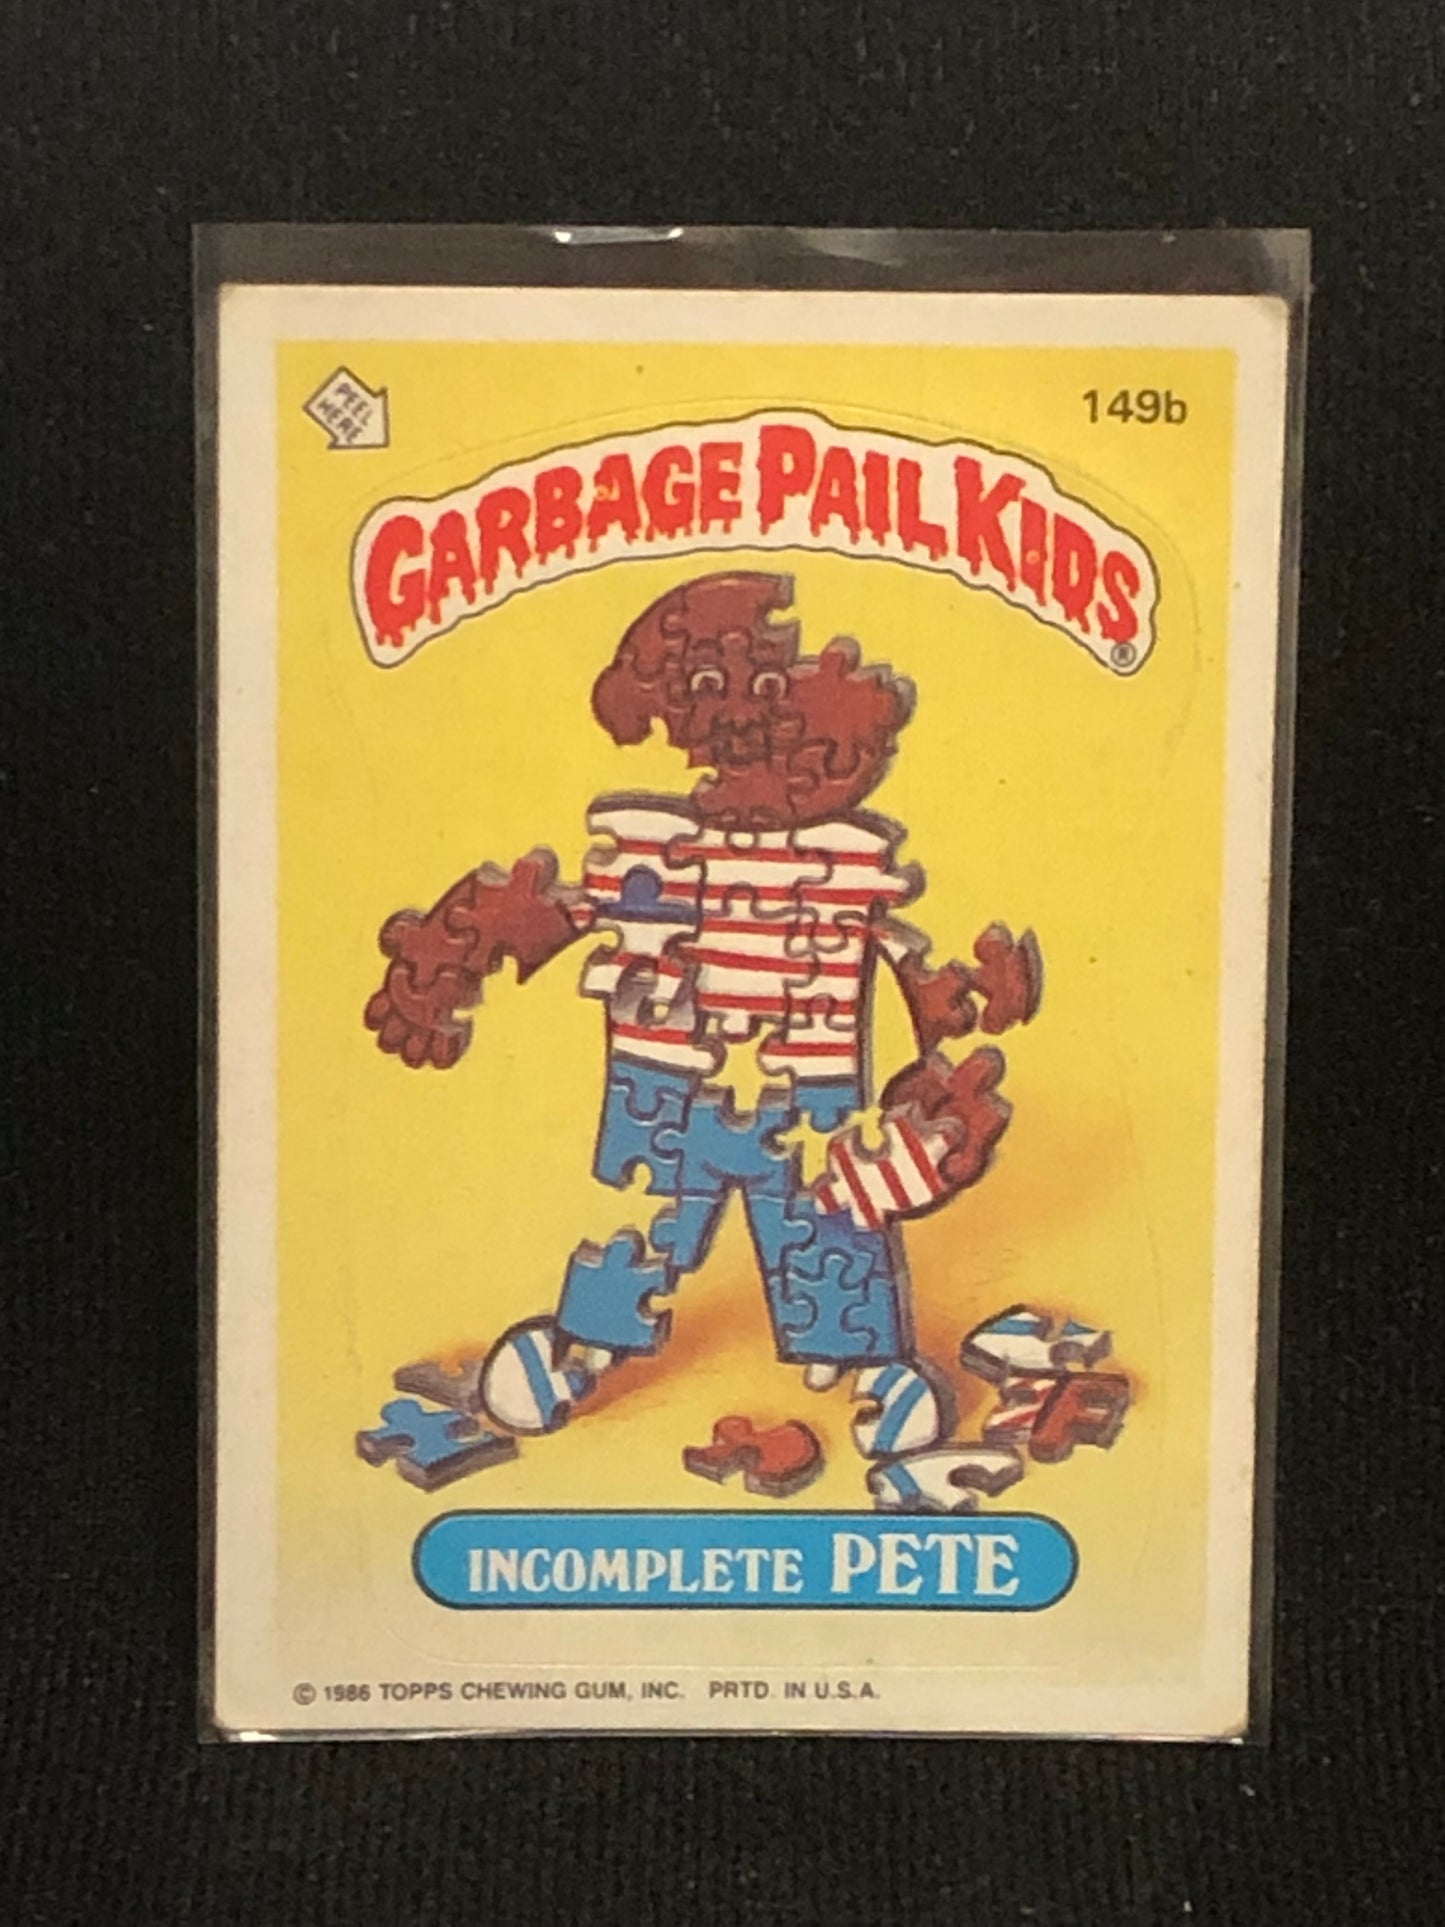 PEEL
HERE
149b
GARBAGE PAIL KIDS
®
INCOMPLETE PETE
© 1986 TOPPS CHEWING GUM, INC. PRTD. IN U.S.A.